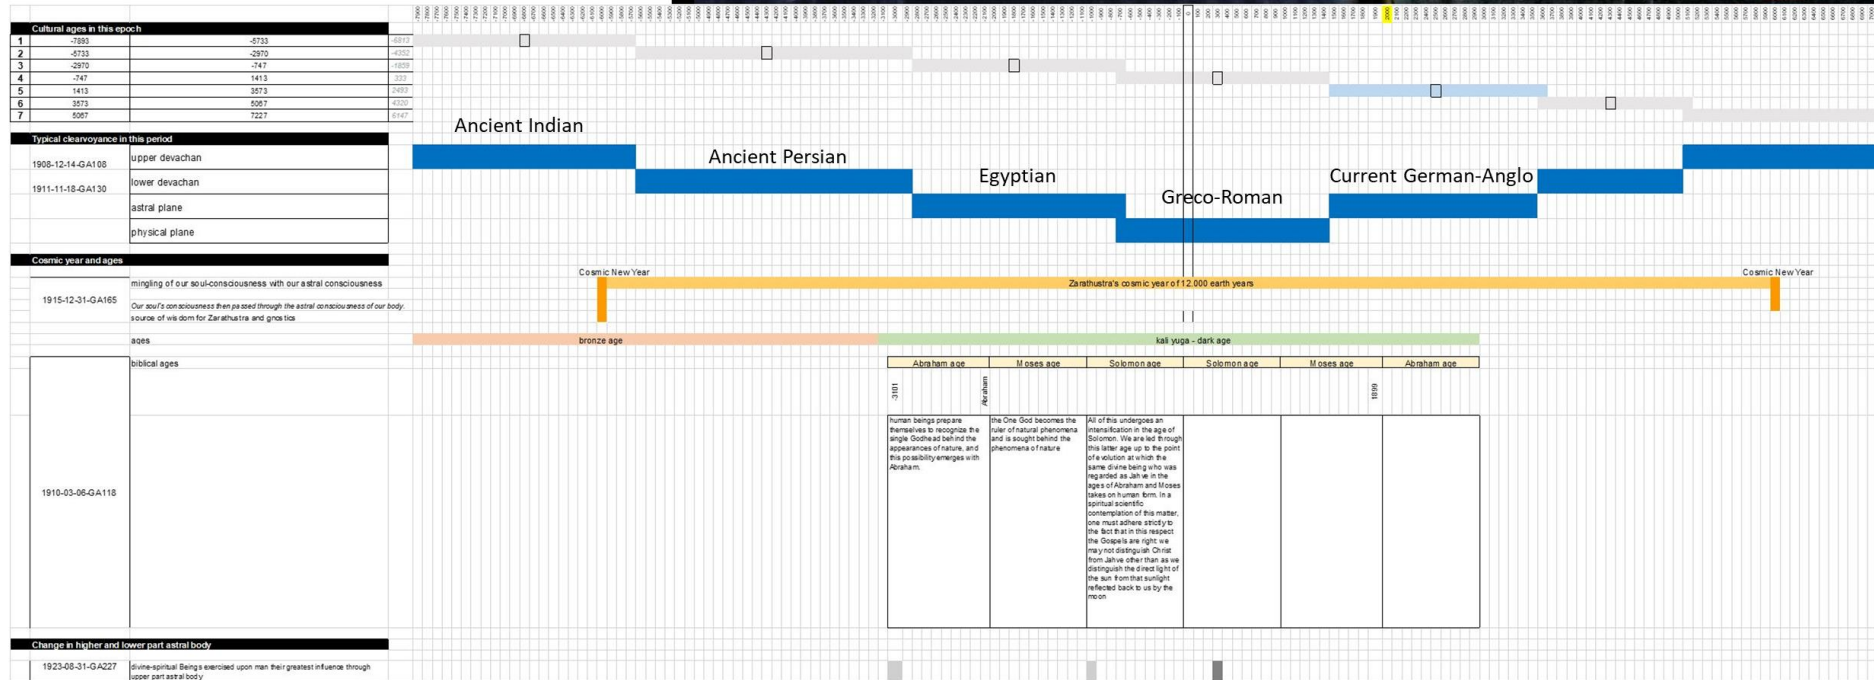 Cultural ages in this epoch
1 -7893 -5733 -6813
2 -5733 -2970 -4352
3 -2970 -747 -1859
4 -747 1413 333
5 1413 3573 2493
6 3573 5067 4320
7 5067 7227 6147
Ancient Indian
Typical clearvoyance in this period
1908-12-14-GA108 upper devachan
Ancient Persian
1911-11-18-GA130 lower devachan
Egyptian
Current German-Anglo
Greco-Roman
astral plane
physical plane
Cosmic year and ages
Cosmic New Year
Cosmic New Year
1915-12-31-GA165
mingling of our soul-consciousness with our astral consciousness
Zarathustra's cosmic year of 12.000 earth years
Our soul's consciousness then passed through the astral consciousness of our body.
source of wisdom for Zarathustra and gnostics
ages
bronze age
kali yuga - dark age
biblical ages
Abraham age
Moses age
Solomon age
Solomon age
Moses age
Abraham age
-3101
Abraham
1899
1910-03-06-GA118
human beings prepare
themselves to recognize the
single Godhead behind the
appearances of nature, and
this possibility emerges with
Abraham.
the One God becomes the
ruler of natural phenomena
and is sought behind the
phenomena of nature
All of this undergoes an
intensification in the age of
Solomon. We are led through
this latter age up to the point
of evolution at which the
same divine being who was
regarded as Jahve in the
ages of Abraham and Moses
takes on human form. In a
spiritual scientific
contemplation of this matter,
one must adhere strictly to
the fact that in this respect
the Gospels are right: we
may not distinguish Christ
from Jahve other than as we
distinguish the direct light of
the sun from that sunlight
reflected back to us by the
moon
Change in higher and lower part astral body
1923-08-31-GA227
divine-spiritual Beings exercised upon man their greatest influence through
upper part astral body